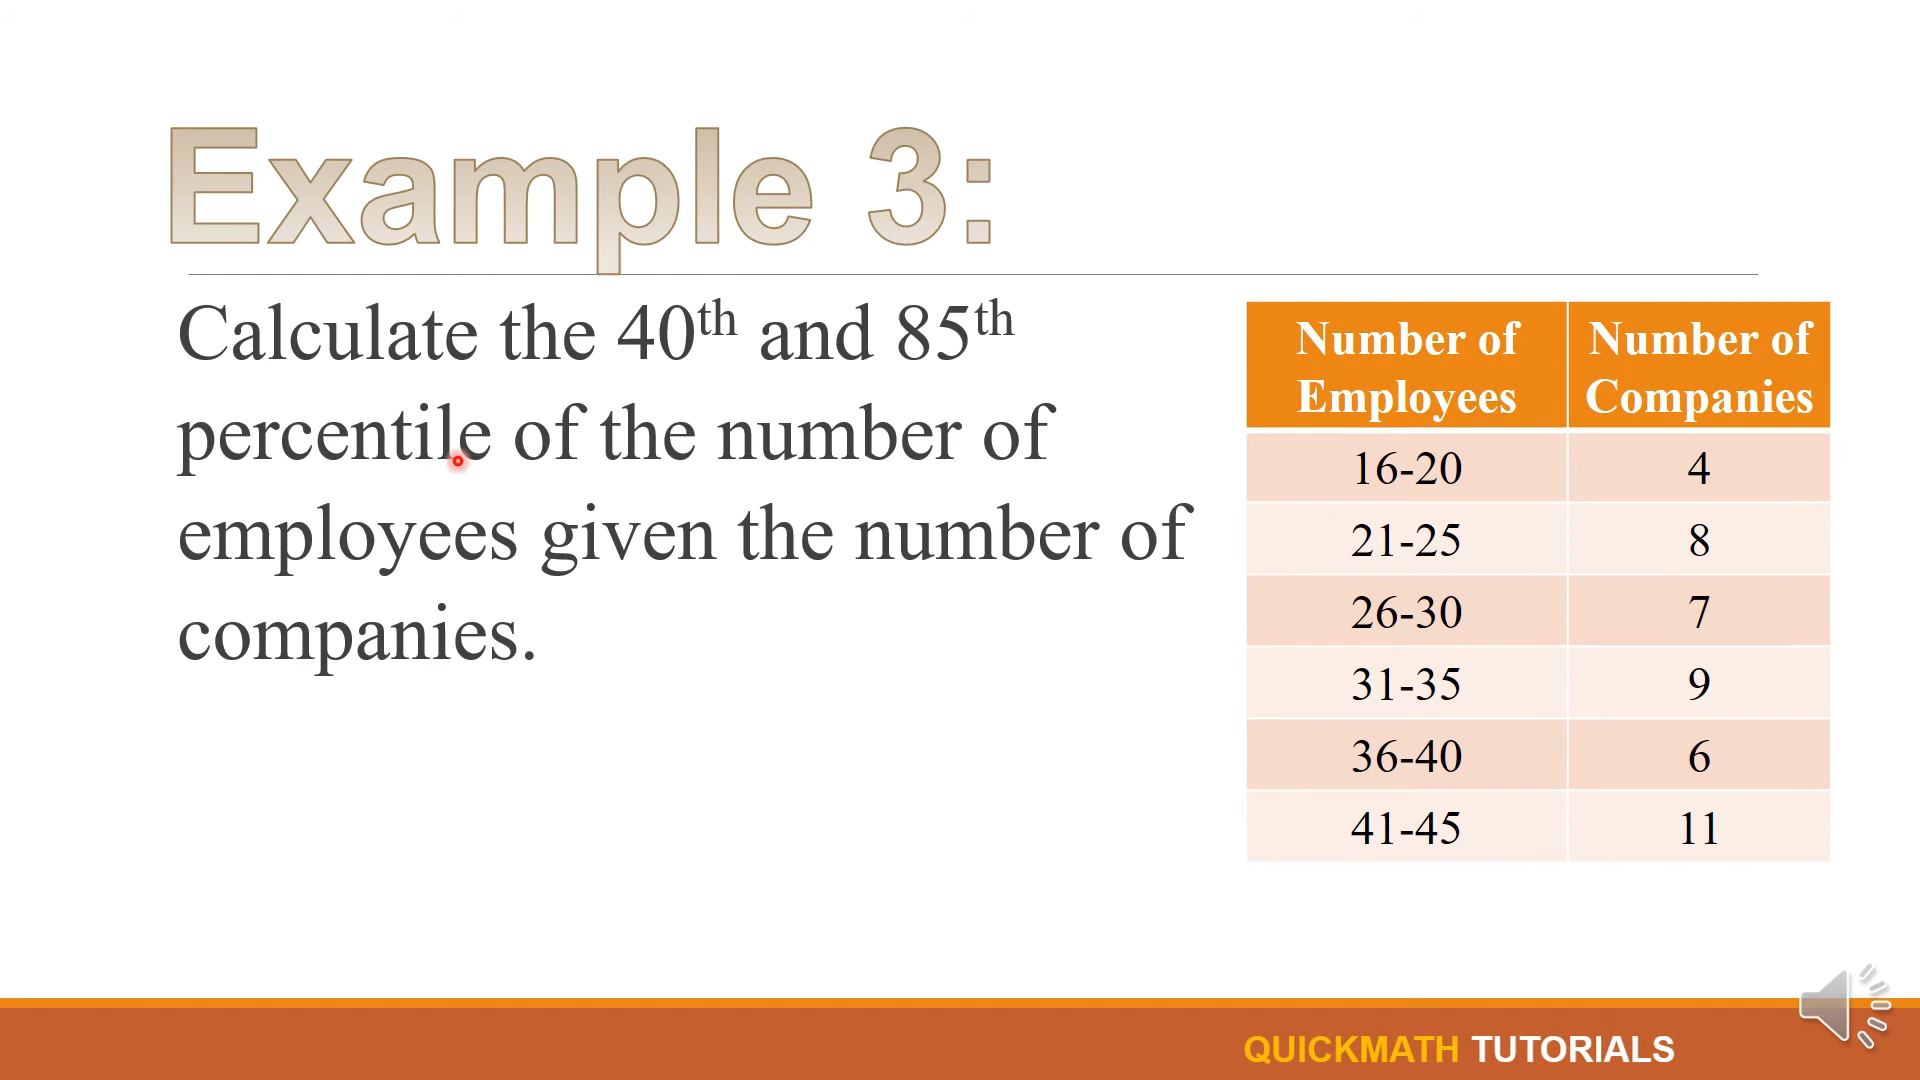 Example 3:
Calculate the 40th and 85th
percentile of the number of
employees given the number of
companies.
Number of Employees Number of Companies
16-20 4
21-25 8
26-30 7
31-35 9
36-40 6
41-45 11
QUICKMATH TUTORIALS